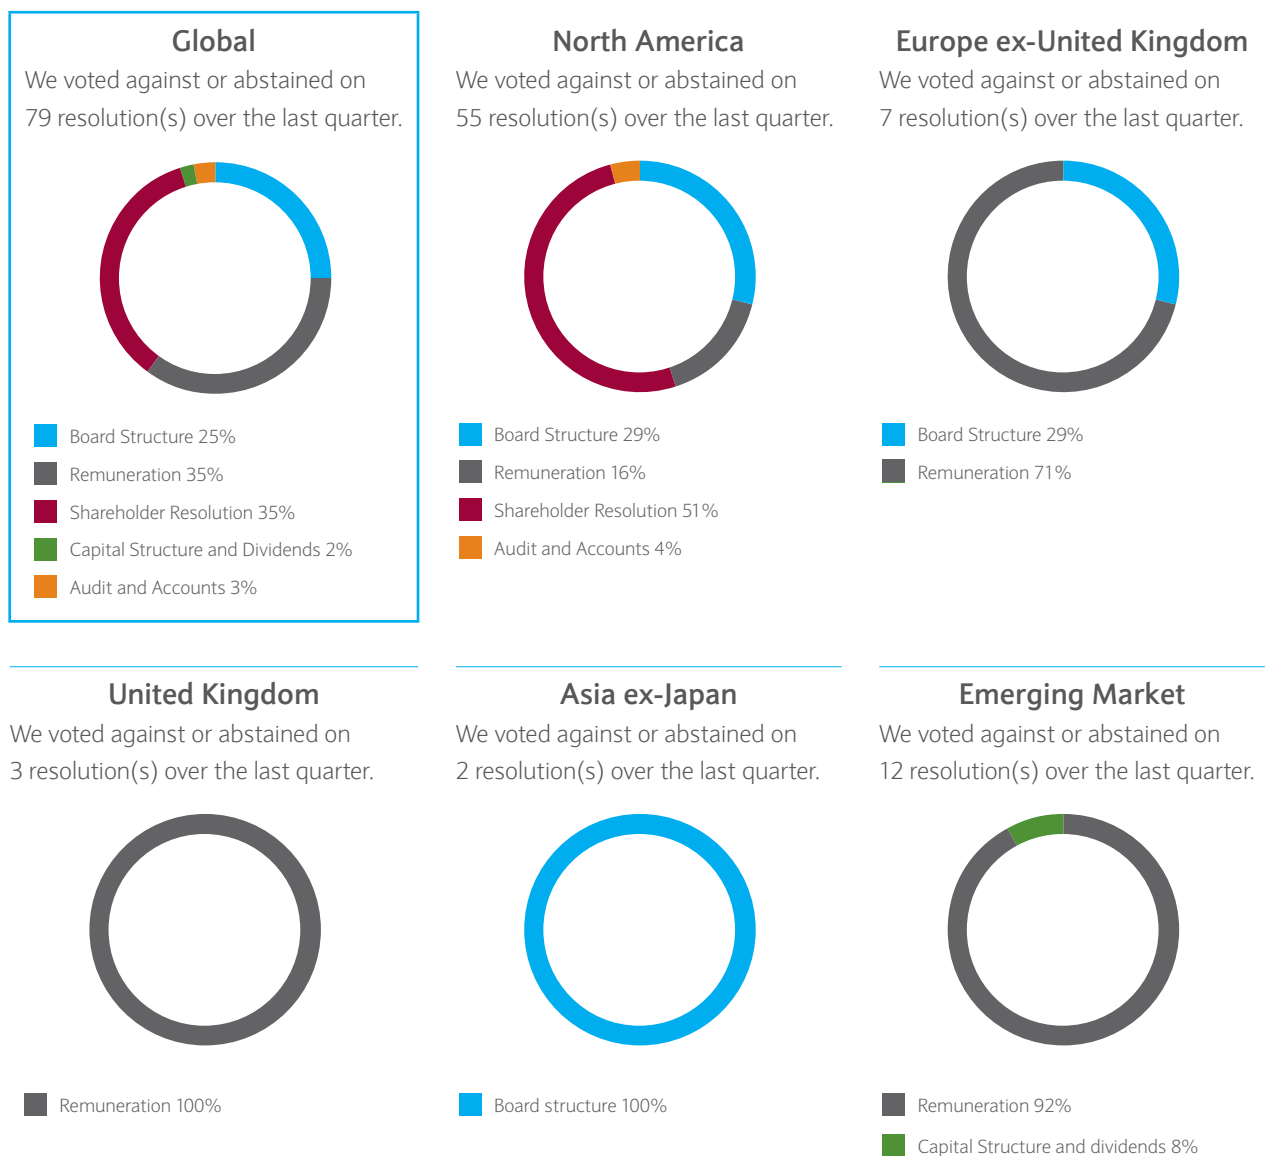 Global
We voted against or abstained on
79 resolution(s) over the last quarter.
Board Structure 25%
Remuneration 35%
Shareholder Resolution 35%
Capital Structure and Dividends 2%
Audit and Accounts 3%
North America
We voted against or abstained on
55 resolution(s) over the last quarter.
Board Structure 29%
Remuneration 16%
Shareholder Resolution 51%
Audit and Accounts 4%
Europe ex-United Kingdom
We voted against or abstained on
7 resolution(s) over the last quarter.
Board Structure 29%
Remuneration 71%
United Kingdom
We voted against or abstained on
3 resolution(s) over the last quarter.
Remuneration 100%
Asia ex-Japan
We voted against or abstained on
2 resolution(s) over the last quarter.
Board structure 100%
Emerging Market
We voted against or abstained on
12 resolution(s) over the last quarter.
Remuneration 92%
Capital Structure and dividends 8%